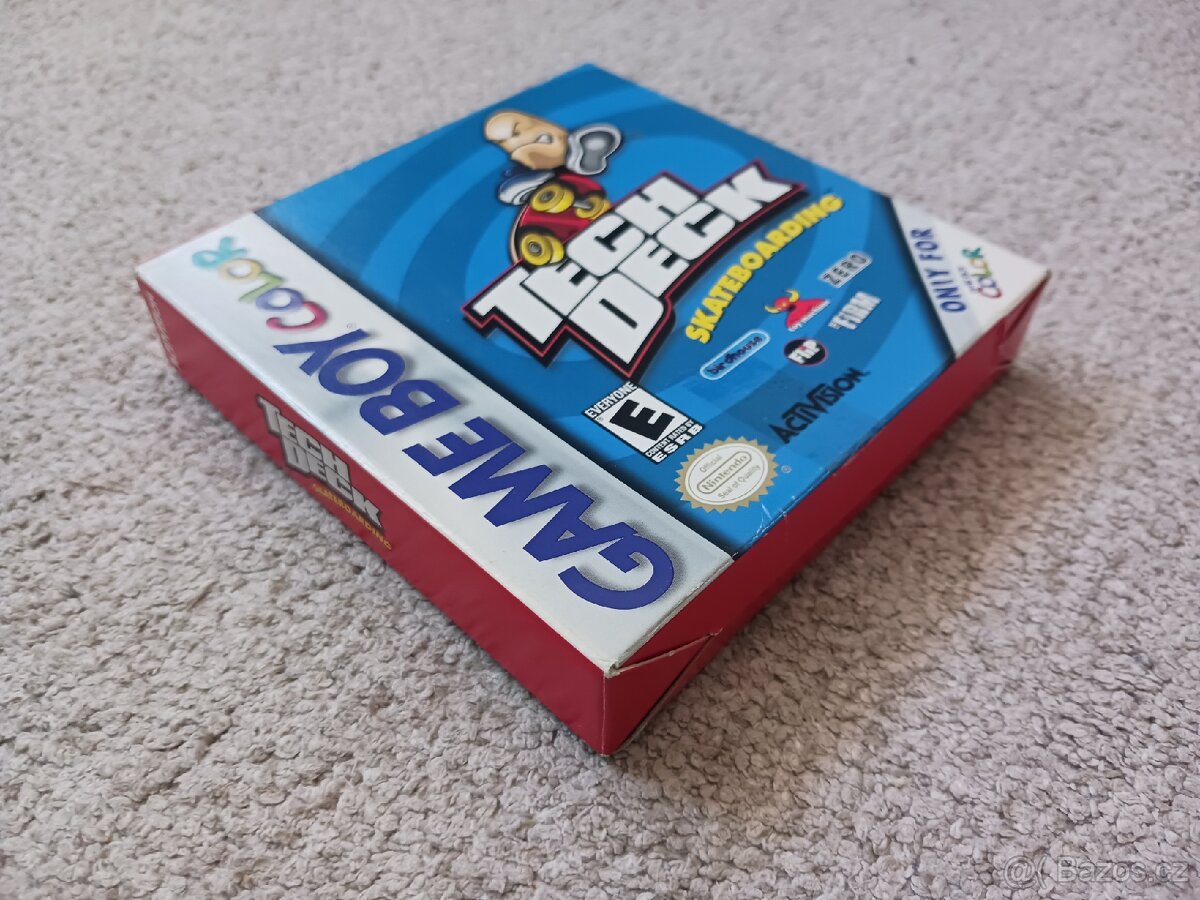 GAME BOY COLOR
TECH
DECK
SKATEBOARDING
birdhouse
ZERO
FLIP
ACTIVISION
EVERYONE
E
CONTENT RATED BY
ESRB
Official
Nintendo
Seal of Quality
®
ONLY FOR
COLOR
TECH
DECK
SKATEBOARDING
@ Bazos.cz